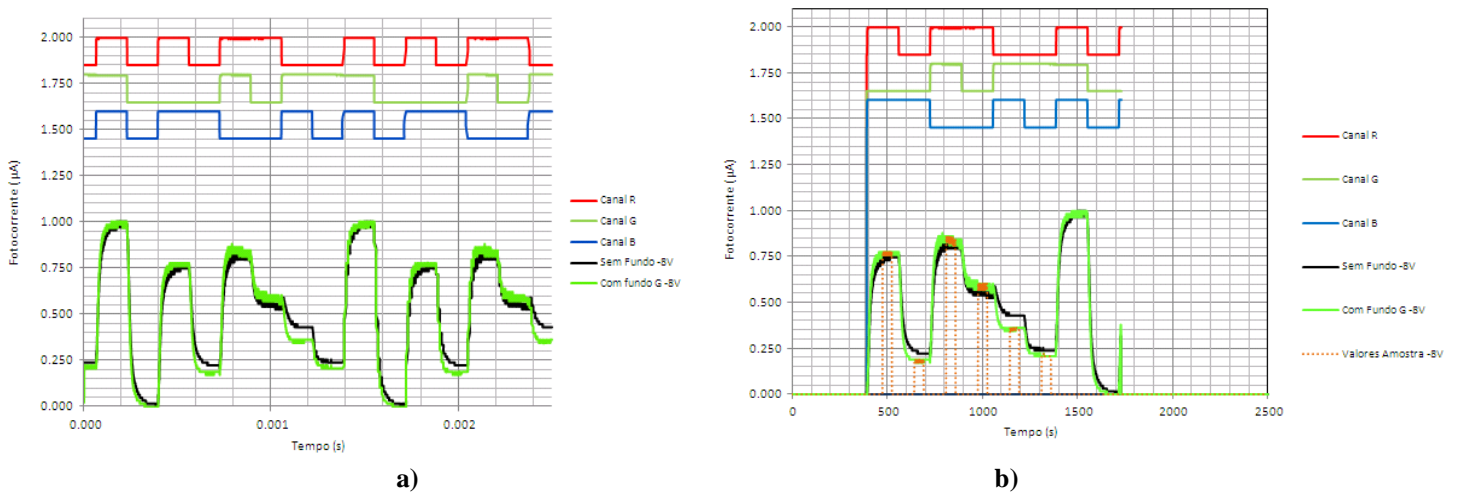 2.000
1.750
1.500
1.250
1.000
0.750
0.500
0.250
0.000
Fotocorrente (µA)
0.000
0.001
0.002
Tempo (s)
Canal R
Canal G
Canal B
Sem Fundo -8V
Com fundo G -8V
a)
2.000
1.750
1.500
1.250
1.000
0.750
0.500
0.250
0.000
Fotocorrente (µA)
0
500
1000
1500
2000
2500
Tempo (s)
Canal R
Canal G
Canal B
Sem Fundo -8V
Com Fundo G -8V
Valores Amostra -8V
b)